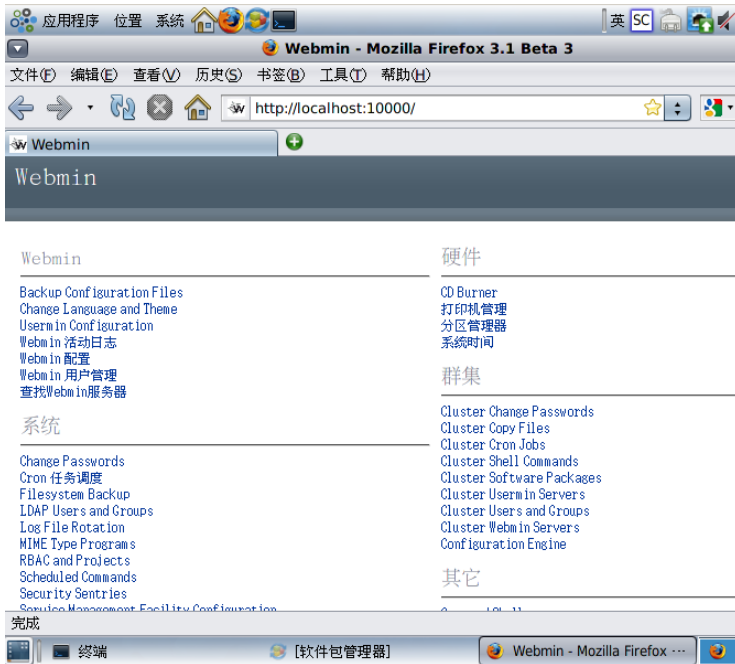 应用程序 位置 系统 英 SC
Webmin - Mozilla Firefox 3.1 Beta 3
文件(F) 编辑(E) 查看(V) 历史(S) 书签(B) 工具(T) 帮助(H)
http://localhost:10000/
Webmin
Webmin
Webmin
Backup Configuration Files
Change Language and Theme
Usermin Configuration
Webmin 活动日志
Webmin 配置
Webmin 用户管理
查找Webmin服务器
系统
Change Passwords
Cron 任务调度
Filesystem Backup
LDAP Users and Groups
Log File Rotation
MIME Type Programs
RBAC and Projects
Scheduled Commands
Security Sentries
Service Management Facility Configuration
硬件
CD Burner
打印机管理
分区管理器
系统时间
群集
Cluster Change Passwords
Cluster Copy Files
Cluster Cron Jobs
Cluster Shell Commands
Cluster Software Packages
Cluster Usermin Servers
Cluster Users and Groups
Cluster Webmin Servers
Configuration Engine
其它
完成
终端 [软件包管理器] Webmin - Mozilla Firefox ···